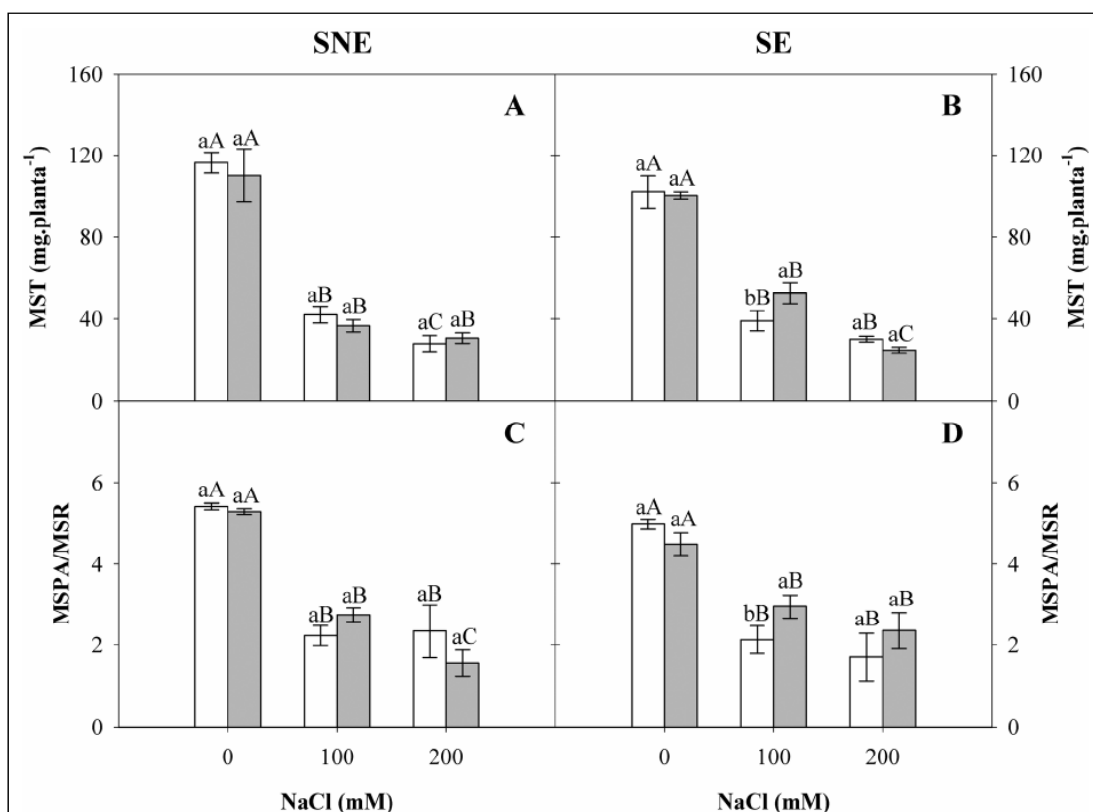 SNE SE
160 160
A B
aA aA aA aA
120 120
MST (mg.planta⁻¹) MST (mg.planta⁻¹)
80 80
aB aB bB aB
40 40
aC aB aB aC
0 0
C D
6 6
aA aA aA aA
MSPA/MSR MSPA/MSR
4 4
aB aB aB aC bB aB aB aB
2 2
0 0
0 100 200 0 100 200
NaCl (mM) NaCl (mM)